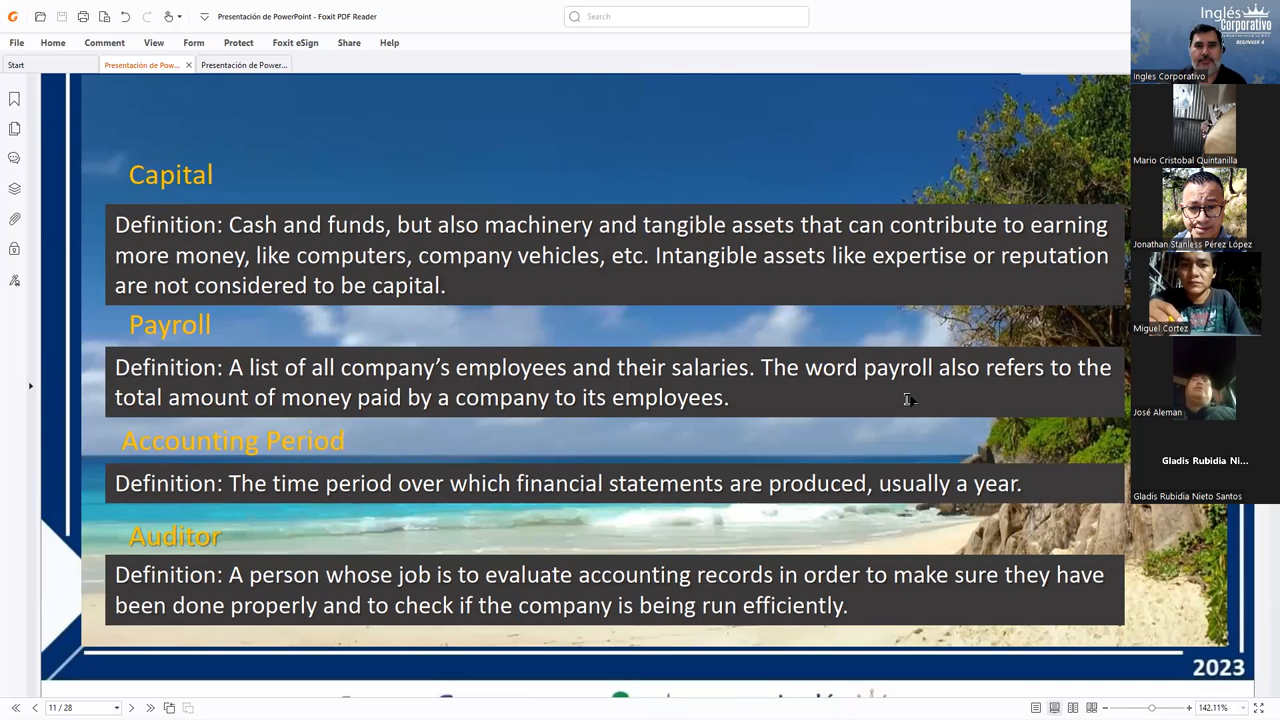 Presentación de PowerPoint - Foxit PDF Reader
Search
File Home Comment View Form Protect Foxit eSign Share Help
Start
Presentación de Pow...
Presentación de Power...
Capital
Definition: Cash and funds, but also machinery and tangible assets that can contribute to earning
more money, like computers, company vehicles, etc. Intangible assets like expertise or reputation
are not considered to be capital.
Payroll
Definition: A list of all company’s employees and their salaries. The word payroll also refers to the
total amount of money paid by a company to its employees.
Accounting Period
Definition: The time period over which financial statements are produced, usually a year.
Auditor
Definition: A person whose job is to evaluate accounting records in order to make sure they have
been done properly and to check if the company is being run efficiently.
2023
11 / 28
142.11%
Inglés
Corporativo
BEGINNER 4
Ingles Corporativo
Mario Cristobal Quintanilla
Jonathan Stanless Pérez López
Miguel Cortez
José Aleman
Gladis Rubidia Ni...
Gladis Rubidia Nieto Santos